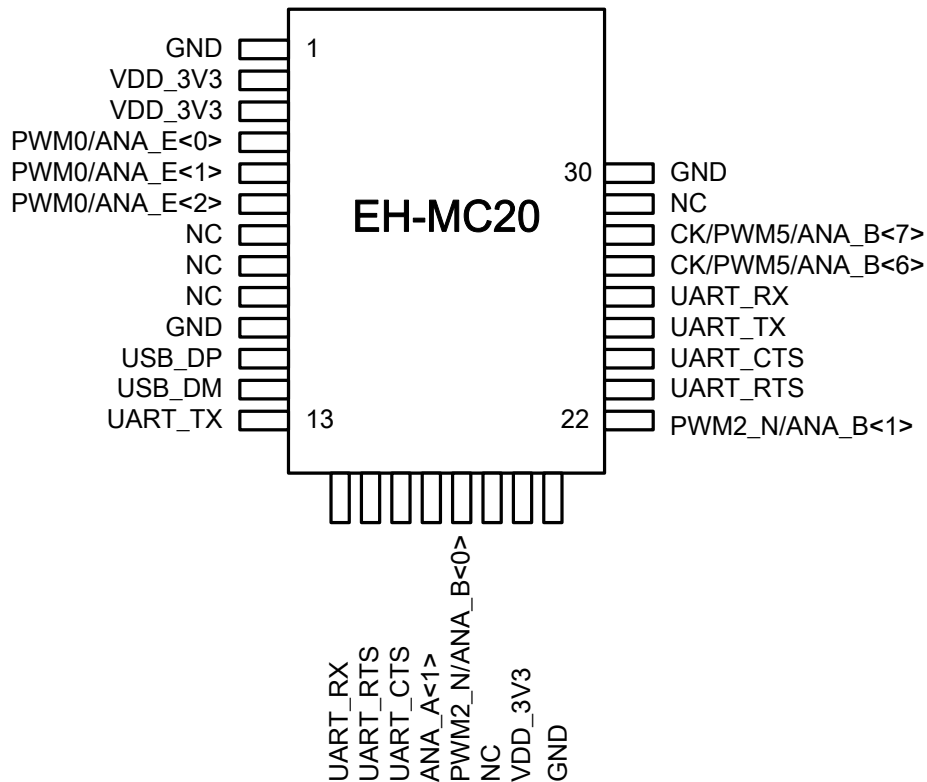 GND
VDD_3V3
VDD_3V3
PWM0/ANA_E<0>
PWM0/ANA_E<1>
PWM0/ANA_E<2>
NC
NC
NC
GND
USB_DP
USB_DM
UART_TX
1
13
EH-MC20
30
22
GND
NC
CK/PWM5/ANA_B<7>
CK/PWM5/ANA_B<6>
UART_RX
UART_TX
UART_CTS
UART_RTS
PWM2_N/ANA_B<1>
UART_RX
UART_RTS
UART_CTS
ANA_A<1>
PWM2_N/ANA_B<0>
NC
VDD_3V3
GND